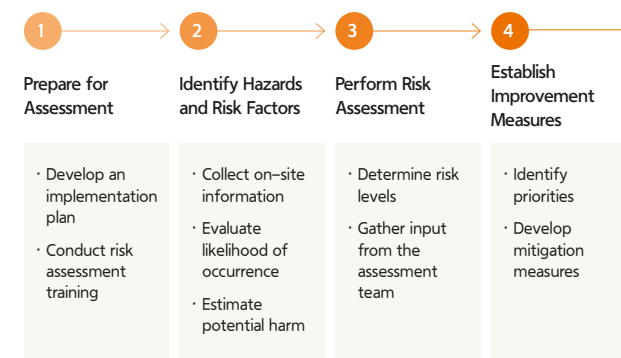 1
2
3
4
Prepare for
Assessment
Identify Hazards
and Risk Factors
Perform Risk
Assessment
Establish
Improvement
Measures
· Develop an
implementation
plan
· Conduct risk
assessment
training
· Collect on–site
information
· Evaluate
likelihood of
occurrence
· Estimate
potential harm
· Determine risk
levels
· Gather input
from the
assessment
team
· Identify
priorities
· Develop
mitigation
measures